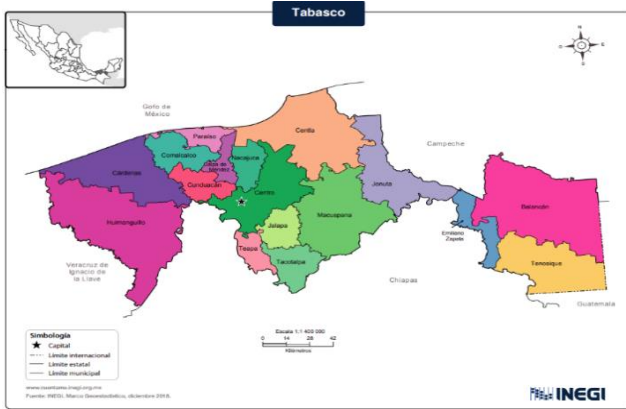 Tabasco
N
O
E
S
Golfo de
México
Campeche
Paraíso
Centla
Comalcalco
Jalpa de
Méndez
Nacajuca
Cárdenas
Cunduacán
Centro
Jonuta
Balancán
Huimanguillo
Macuspana
Jalapa
Emiliano
Zapata
Teapa
Tacotalpa
Tenosique
Veracruz de
Ignacio de
la Llave
Chiapas
Guatemala
Simbología
Capital
Límite internacional
Límite estatal
Límite municipal
Escala 1:1 400 000
0 14 28 42
Kilómetros
www.cuentame.inegi.org.mx
Fuente: INEGI. Marco Geoestadístico, diciembre 2018.
INEGI